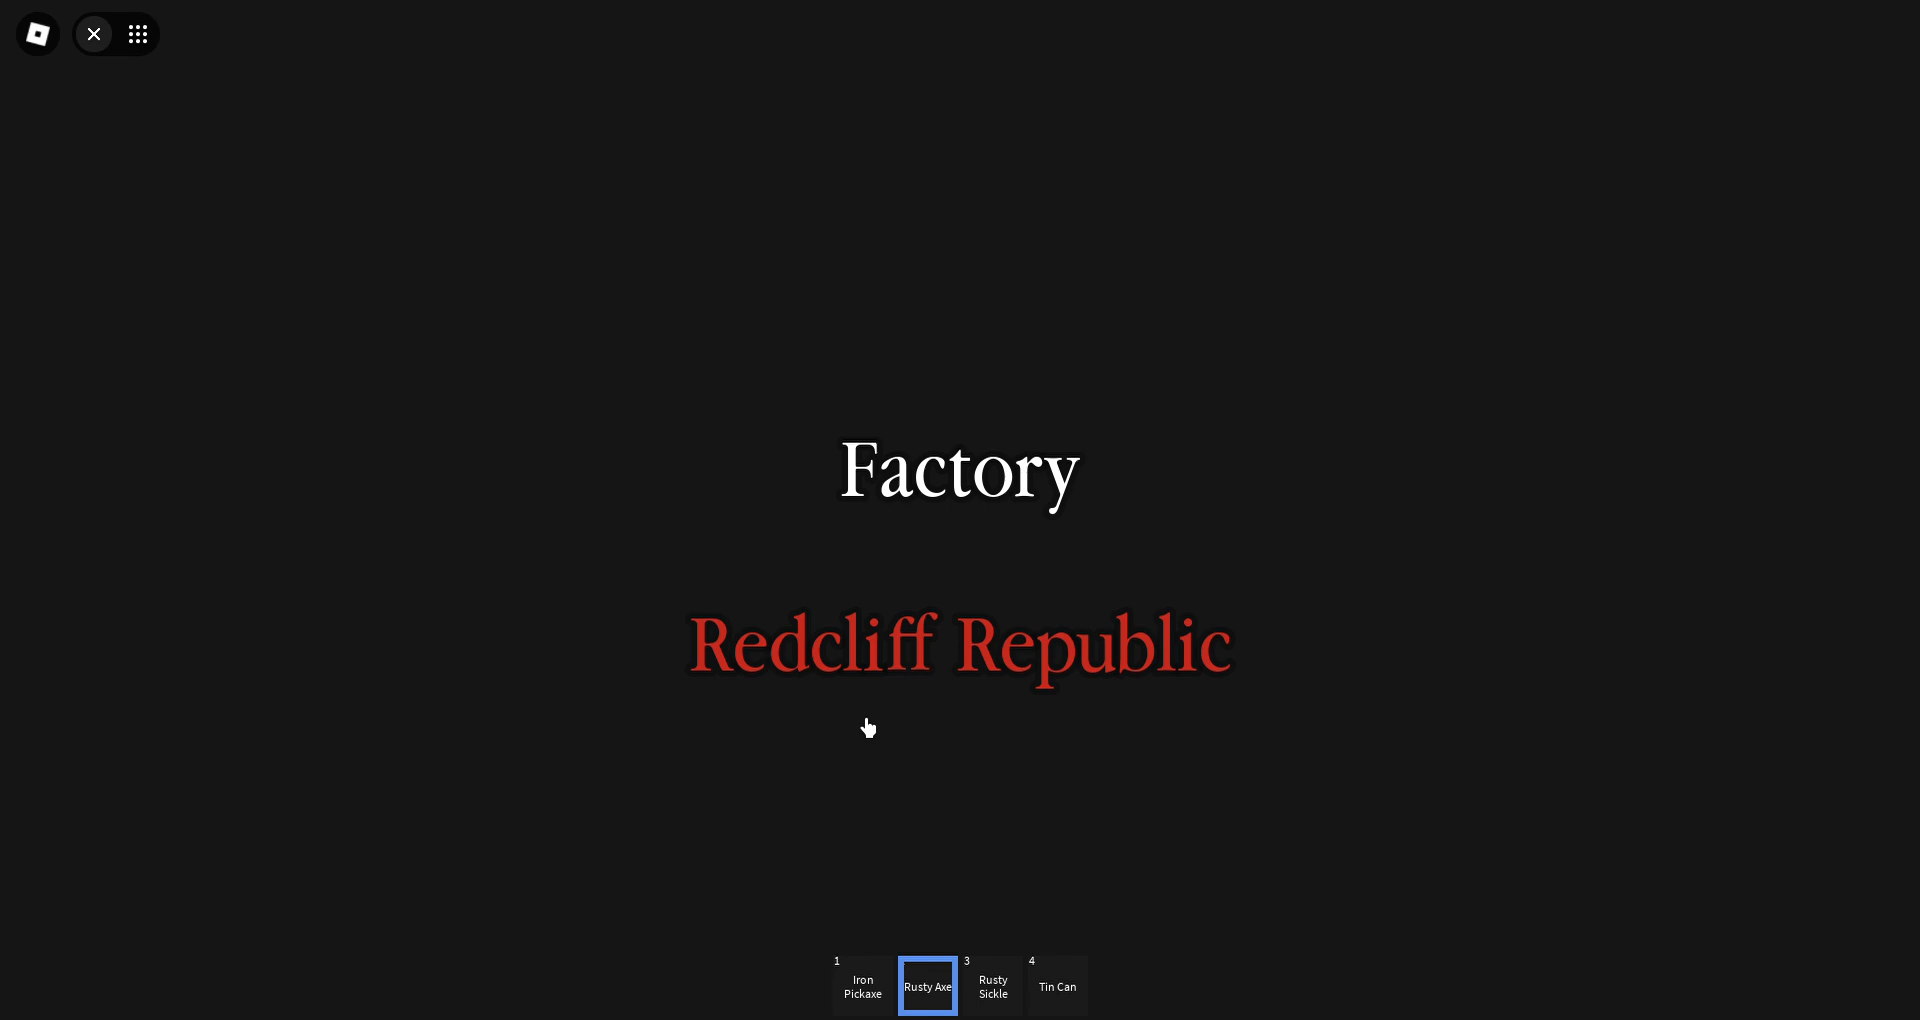 Factory
Redcliff Republic
1
Iron
Pickaxe
Rusty Axe
3
Rusty
Sickle
4
Tin Can